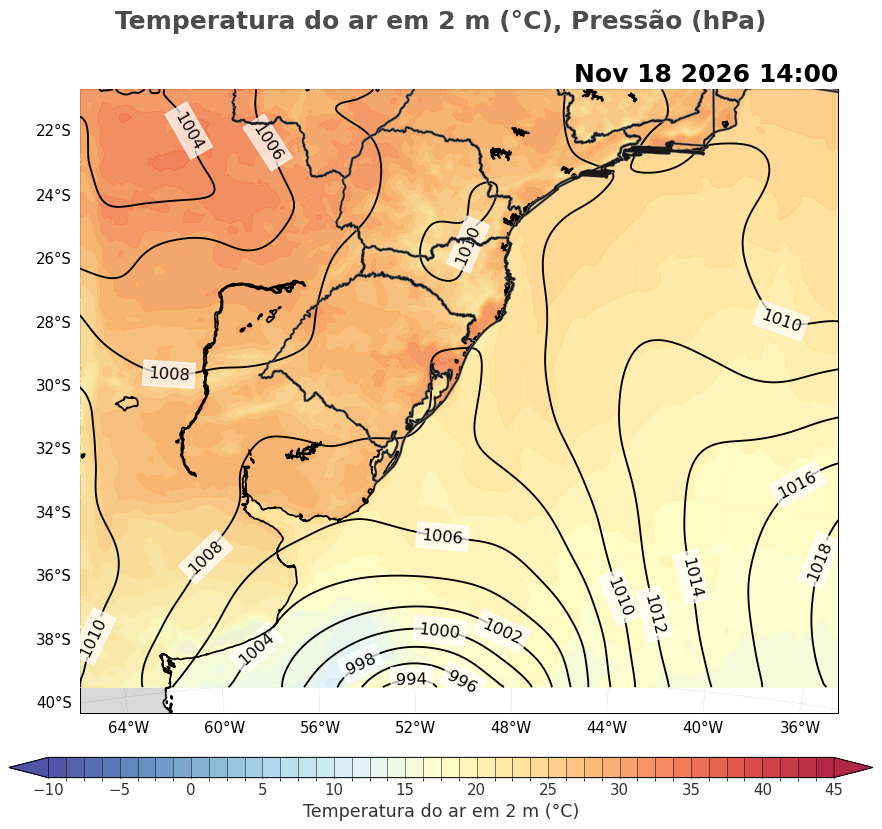 Temperatura do ar em 2 m (°C), Pressão (hPa)
Nov 18 2026 14:00
22°S
24°S
26°S
28°S
30°S
32°S
34°S
36°S
38°S
40°S
1004
1006
1010
1010
1008
1016
1006
1008
1018
1014
1010
1012
1010
1004
1000
1002
998
994
996
64°W
60°W
56°W
52°W
48°W
44°W
40°W
36°W
−10
−5
0
5
10
15
20
25
30
35
40
45
Temperatura do ar em 2 m (°C)